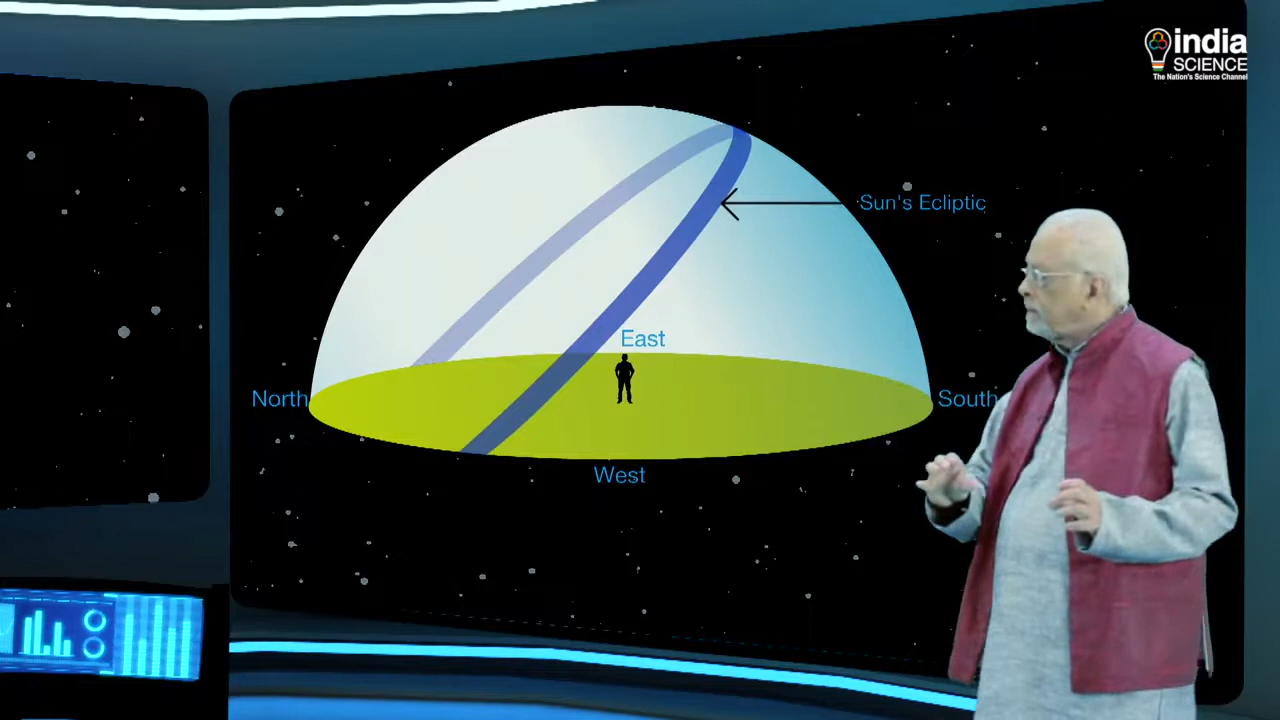 india
SCIENCE
The Nation's Science Channel
Sun's Ecliptic
East
North
South
West